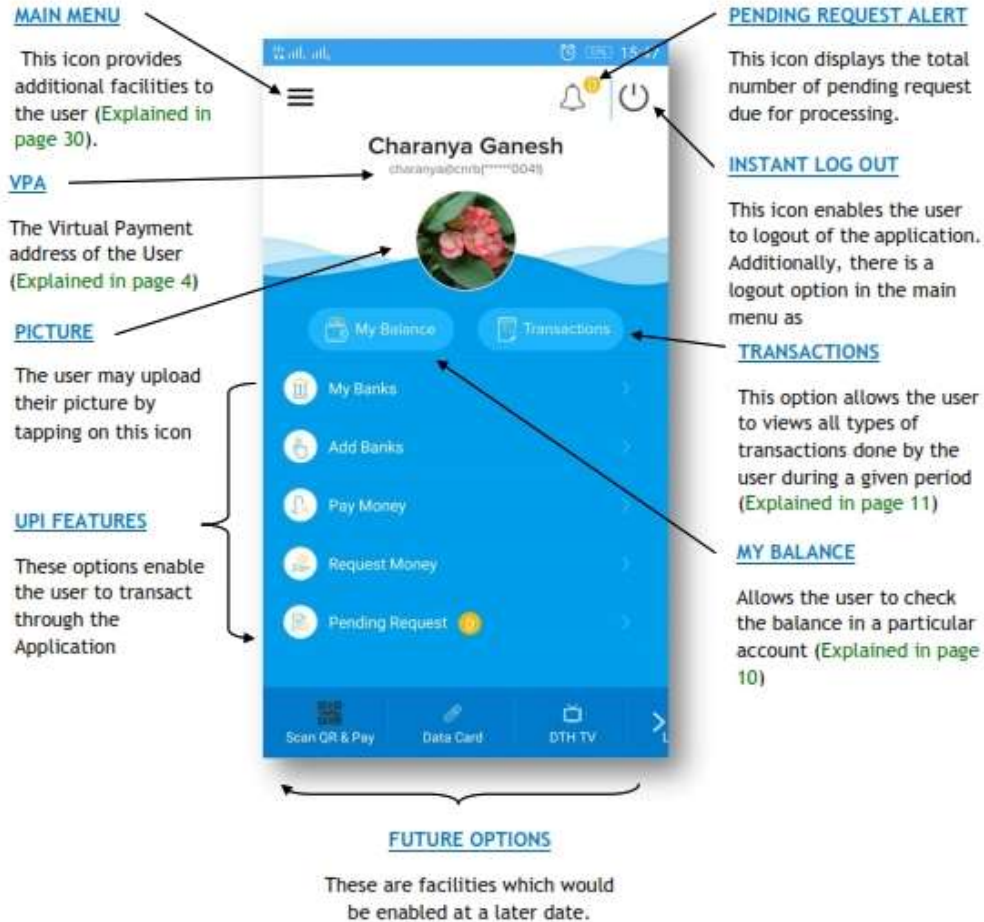 MAIN MENU
This icon provides
additional facilities to
the user (Explained in
page 30).
VPA
The Virtual Payment
address of the User
(Explained in page 4)
PICTURE
The user may upload
their picture by
tapping on this icon
UPI FEATURES
These options enable
the user to transact
through the
Application
Charanya Ganesh
My Balance
Transactions
My Banks
Add Banks
Pay Money
Request Money
Pending Request 0
Scan QR & Pay
Data Card
DTH TV
L
PENDING REQUEST ALERT
This icon displays the total
number of pending request
due for processing.
INSTANT LOG OUT
This icon enables the user
to logout of the application.
Additionally, there is a
logout option in the main
menu as
TRANSACTIONS
This option allows the user
to views all types of
transactions done by the
user during a given period
(Explained in page 11)
MY BALANCE
Allows the user to check
the balance in a particular
account (Explained in page
10)
FUTURE OPTIONS
These are facilities which would
be enabled at a later date.